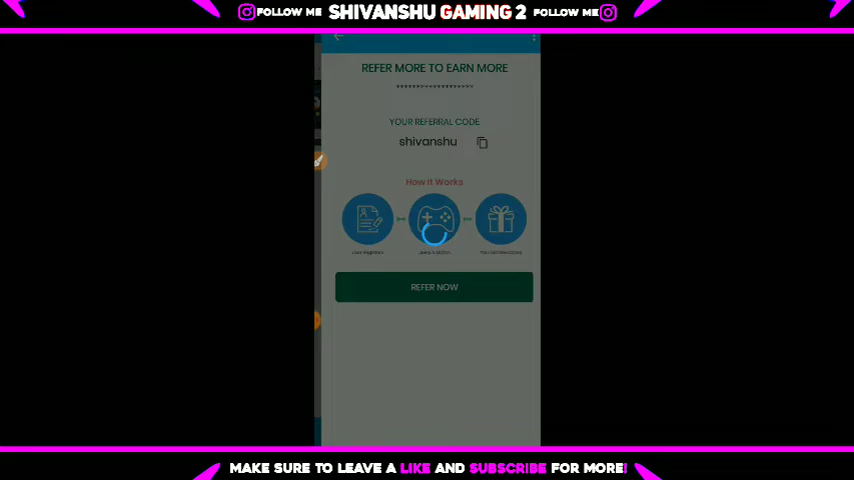 FOLLOW ME SHIVANSHU GAMING 2 FOLLOW ME
REFER MORE TO EARN MORE
YOUR REFERRAL CODE
shivanshu
How It Works
REFER NOW
MAKE SURE TO LEAVE A LIKE AND SUBSCRIBE FOR MORE!